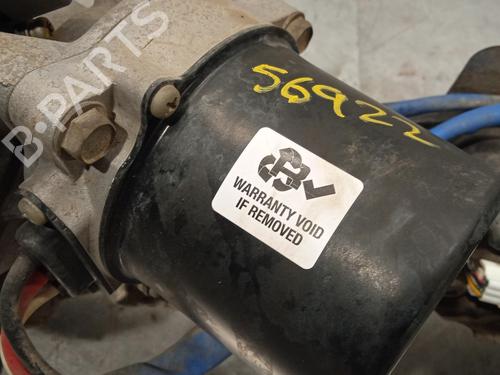 B-PARTS
56922
WARRANTY VOID
IF REMOVED